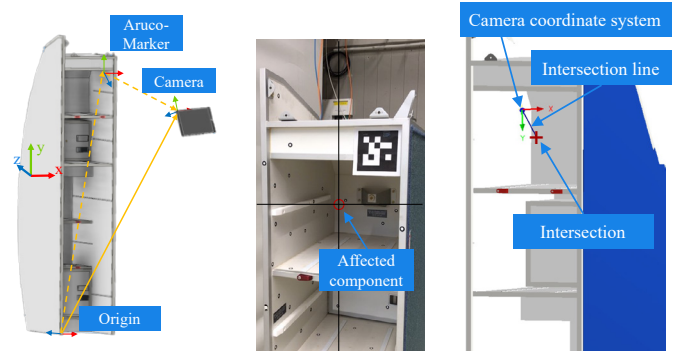 Aruco-
Marker
Camera
y
z
x
Origin
Affected
component
Camera coordinate system
Intersection line
X
Y
Intersection